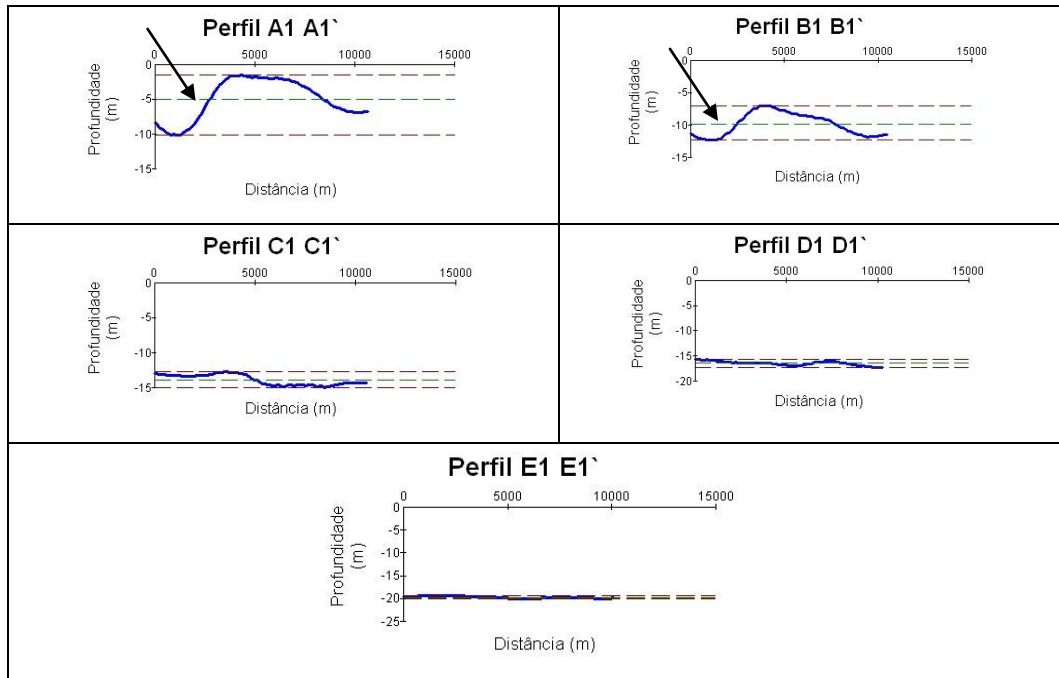 Perfil A1 A1`
0 5000 10000 15000
0
-5
-10
-15
Profundidade
(m)
Distância (m)
Perfil B1 B1`
0 5000 10000 15000
0
-5
-10
-15
Profundidade
(m)
Distância (m)
Perfil C1 C1`
0 5000 10000 15000
0
-5
-10
-15
Profundidade
(m)
Distância (m)
Perfil D1 D1`
0 5000 10000 15000
0
-5
-10
-15
-20
Profundidade
(m)
Distância (m)
Perfil E1 E1`
0 5000 10000 15000
0
-5
-10
-15
-20
-25
Profundidade
(m)
Distância (m)